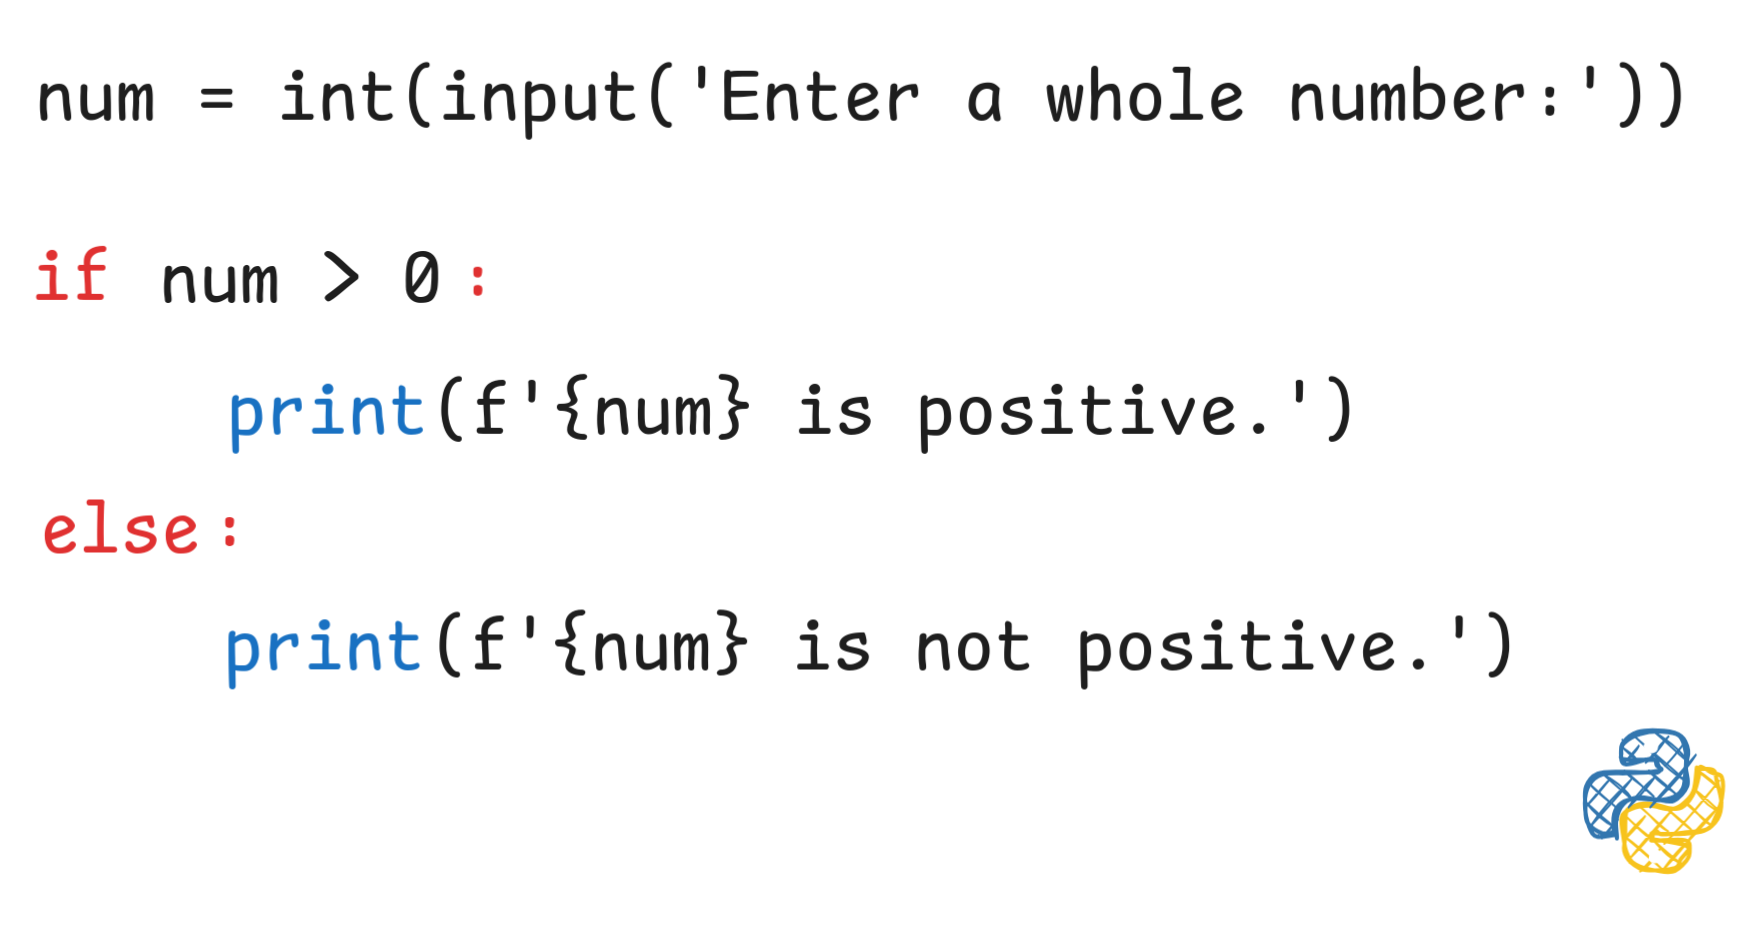 num = int(input('Enter a whole number:'))
if num > 0:
    print(f'{num} is positive.')
else:
    print(f'{num} is not positive.')